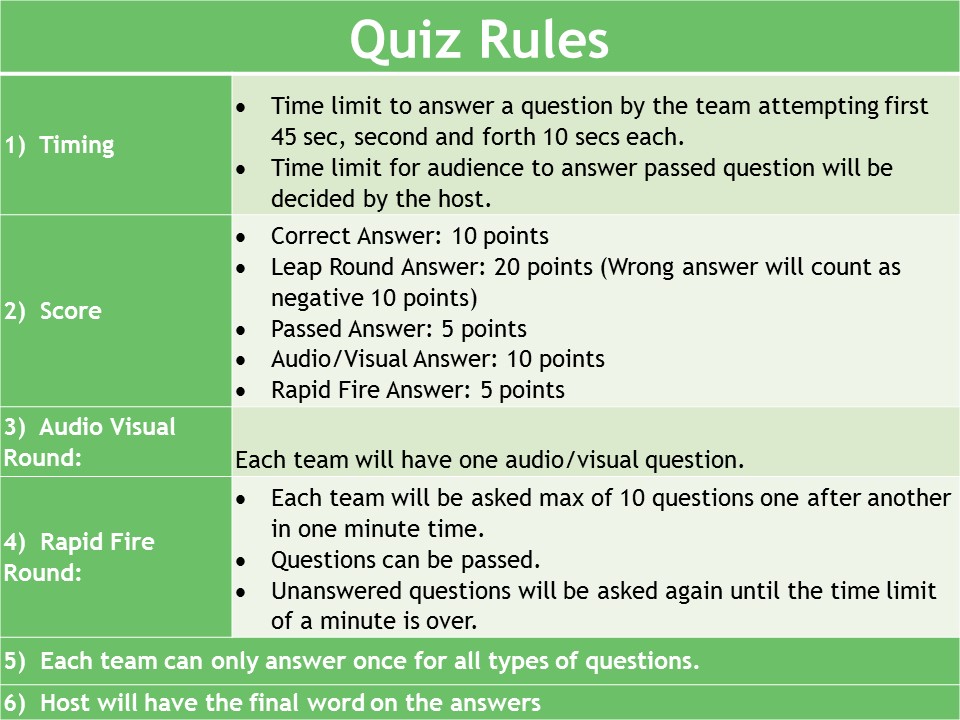 Quiz Rules
1) Timing
• Time limit to answer a question by the team attempting first
45 sec, second and forth 10 secs each.
• Time limit for audience to answer passed question will be
decided by the host.
2) Score
• Correct Answer: 10 points
• Leap Round Answer: 20 points (Wrong answer will count as
negative 10 points)
• Passed Answer: 5 points
• Audio/Visual Answer: 10 points
• Rapid Fire Answer: 5 points
3) Audio Visual
Round:
Each team will have one audio/visual question.
4) Rapid Fire
Round:
• Each team will be asked max of 10 questions one after another
in one minute time.
• Questions can be passed.
• Unanswered questions will be asked again until the time limit
of a minute is over.
5) Each team can only answer once for all types of questions.
6) Host will have the final word on the answers